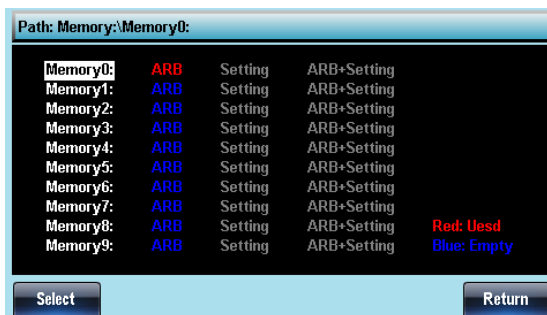 Path: Memory:\Memory0:
Memory0: ARB Setting ARB+Setting
Memory1: ARB Setting ARB+Setting
Memory2: ARB Setting ARB+Setting
Memory3: ARB Setting ARB+Setting
Memory4: ARB Setting ARB+Setting
Memory5: ARB Setting ARB+Setting
Memory6: ARB Setting ARB+Setting
Memory7: ARB Setting ARB+Setting
Memory8: ARB Setting ARB+Setting Red: Uesd
Memory9: ARB Setting ARB+Setting Blue: Empty
Select Return